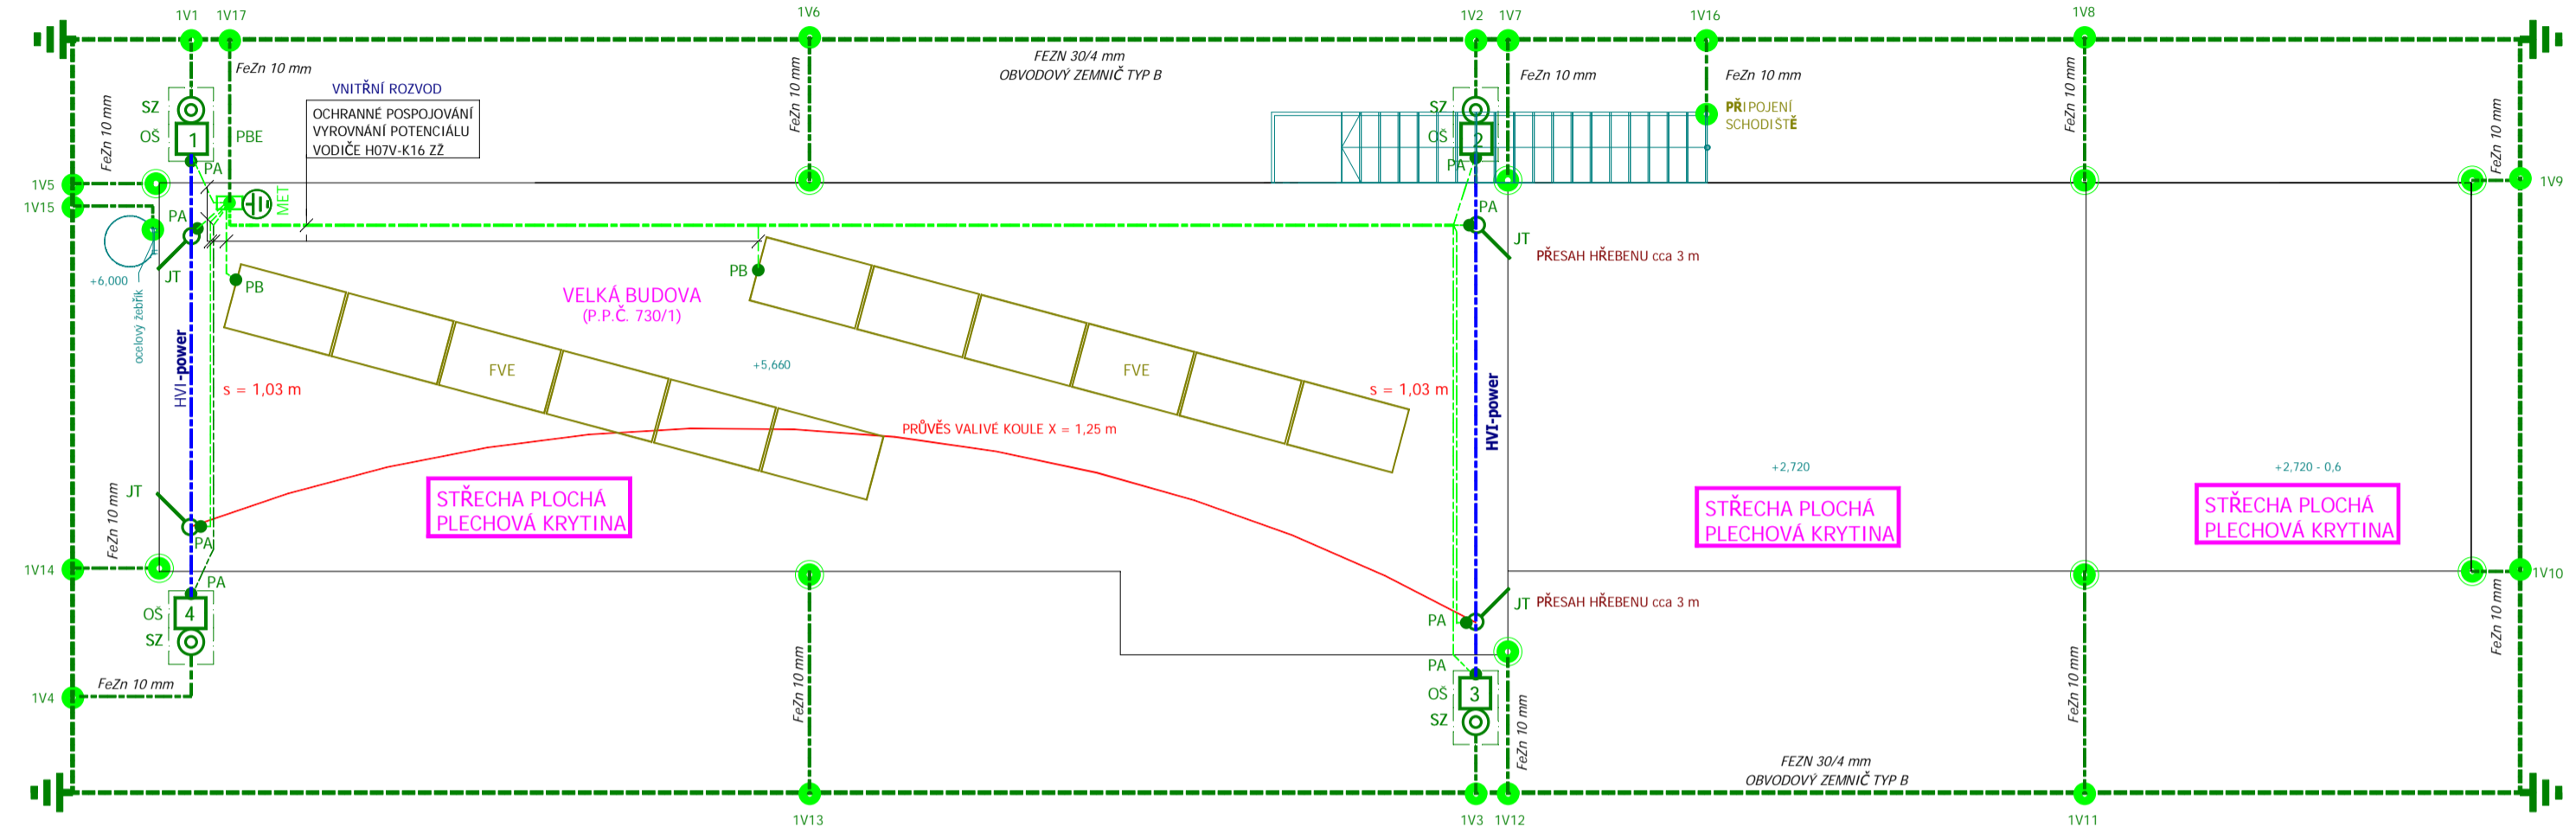 1V1
1V17
1V6
1V2
1V7
1V16
1V8
FeZn 10 mm
FEZN 30/4 mm
OBVODOVÝ ZEMNIČ TYP B
FeZn 10 mm
FeZn 10 mm
FeZn 10 mm
FeZn 10 mm
FeZn 10 mm
FeZn 10 mm
FeZn 10 mm
VNITŘNÍ ROZVOD
OCHRANNÉ POSPOJOVÁNÍ
VYROVNÁNÍ POTENCIÁLU
VODIČE H07V-K16 ZŽ
SZ
OŠ
1
PBE
PA
SZ
OŠ
2
PA
PŘIPOJENÍ
SCHODIŠTĚ
1V5
1V15
1V9
MET
PA
JT
PA
JT
PŘESAH HŘEBENU cca 3 m
+6,000
ocelový žebřík
PB
PB
VELKÁ BUDOVA
(P.P.Č. 730/1)
HVI-power
s = 1,03 m
FVE
+5,660
FVE
s = 1,03 m
HVI-power
PRŮVĚS VALIVÉ KOULE X = 1,25 m
+2,720
+2,720 - 0,6
JT
STŘECHA PLOCHÁ
PLECHOVÁ KRYTINA
STŘECHA PLOCHÁ
PLECHOVÁ KRYTINA
STŘECHA PLOCHÁ
PLECHOVÁ KRYTINA
FeZn 10 mm
PA
1V14
PA
1V10
OŠ
4
SZ
JT
PŘESAH HŘEBENU cca 3 m
PA
FeZn 10 mm
PA
OŠ
3
SZ
1V4
FeZn 10 mm
FeZn 10 mm
FeZn 10 mm
FeZn 10 mm
FEZN 30/4 mm
OBVODOVÝ ZEMNIČ TYP B
1V13
1V3
1V12
1V11